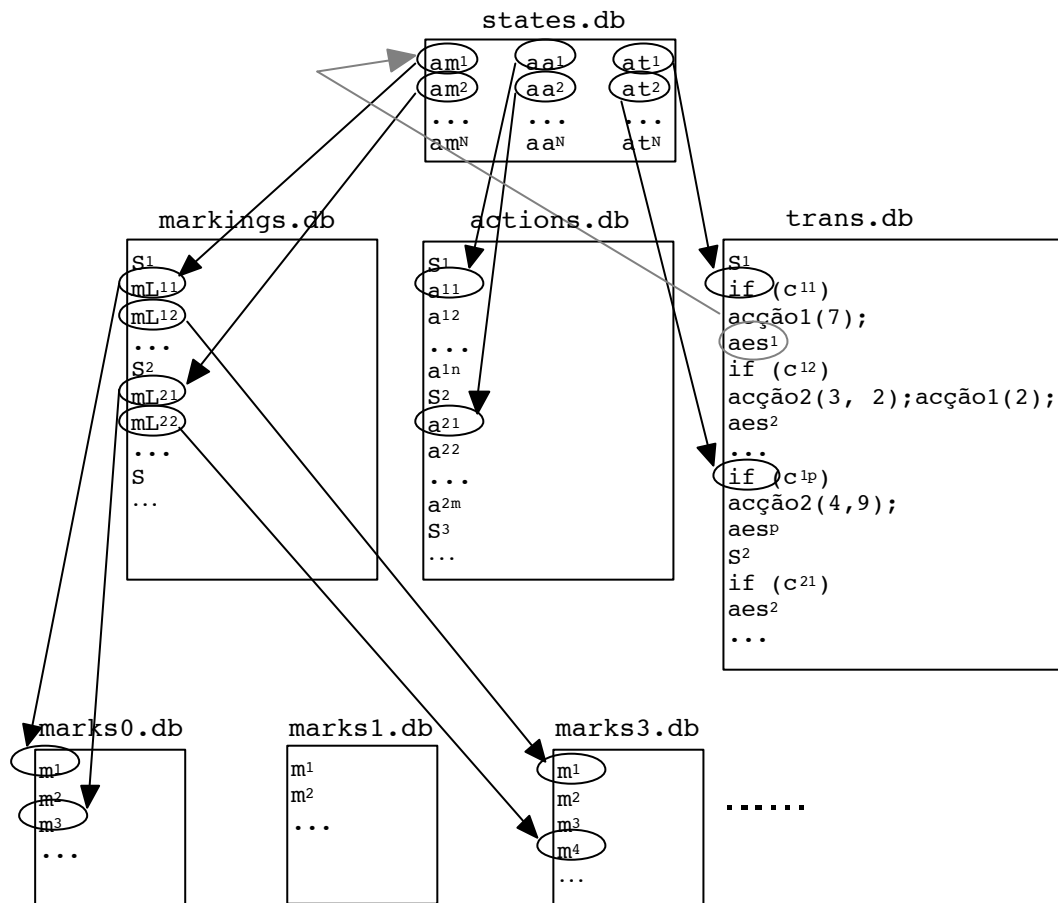 states.db
am1 aa1 at1
am2 aa2 at2
... ... ...
amN aaN atN
markings.db
S1
mL11
mL12
...
S2
mL21
mL22
...
S
...
actions.db
S1
a11
a12
...
a1n
S2
a21
a22
...
a2m
S3
...
trans.db
S1
if (c11)
acção1(7);
aes1
if (c12)
acção2(3, 2);acção1(2);
aes2
...
if (c1p)
acção2(4,9);
aesp
S2
if (c21)
aes2
...
marks0.db
m1
m2
m3
...
marks1.db
m1
m2
...
marks3.db
m1
m2
m3
m4
...
......